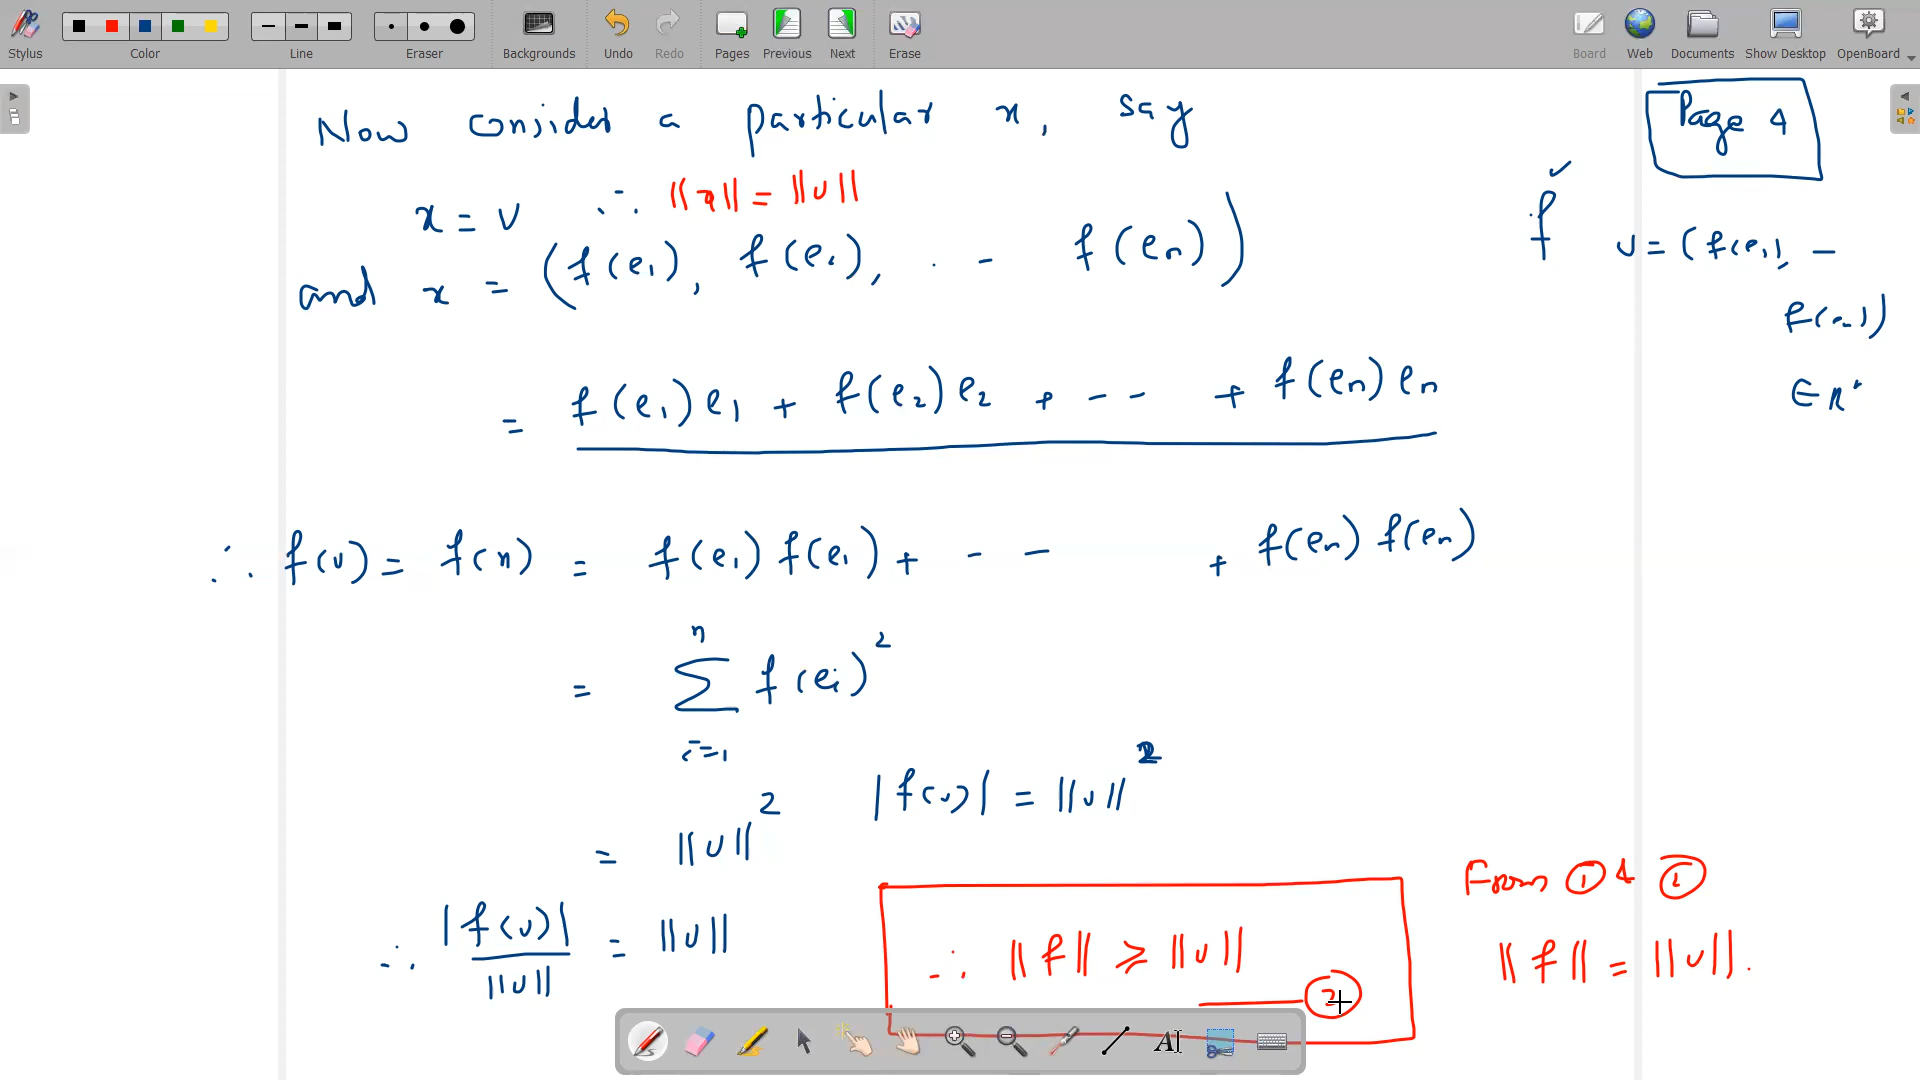 Stylus Color Line Eraser Backgrounds Undo Redo Pages Previous Next Erase Board Web Documents Show Desktop OpenBoard
Now consider a particular x, say
Page 4
x = v ∴ ||x|| = ||v||
and x = (f(e1), f(e2), . - f(en))
f v = (f(e1), -
f(en))
∈ R^n
= f(e1)e1 + f(e2)e2 + -- + f(en)en
∴ f(v) = f(x) = f(e1)f(e1) + - - + f(en)f(en)
= n ∑ i=1 f(ei)^2
= ||v||^2 |f(v)| = ||v||^2
∴ |f(v)| / ||v|| = ||v||
∴ ||f|| ⩾ ||v|| — ②
From ① & ②
||f|| = ||v||.